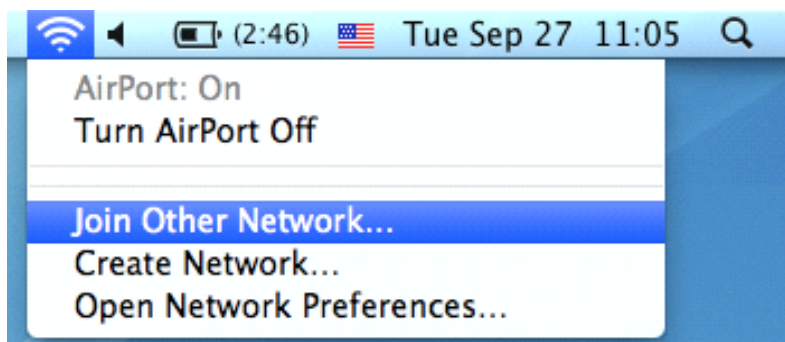 (2:46) Tue Sep 27 11:05
AirPort: On
Turn AirPort Off
Join Other Network...
Create Network...
Open Network Preferences...